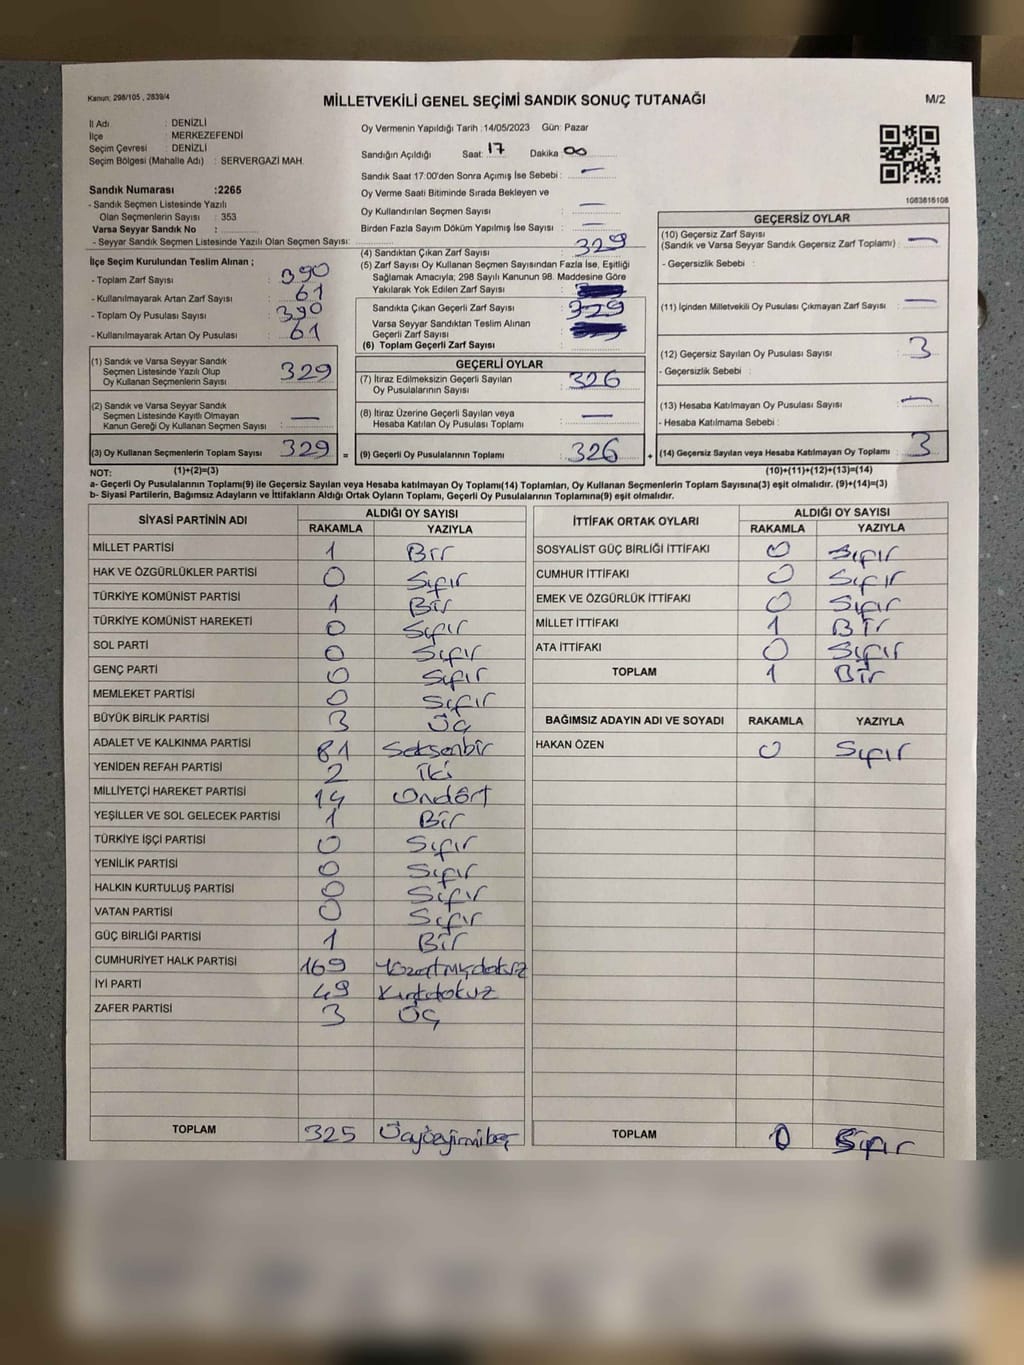 Kanun: 298/105 , 2839/4
MİLLETVEKİLİ GENEL SEÇİMİ SANDIK SONUÇ TUTANAĞI
M/2
İl Adı : DENİZLİ
İlçe : MERKEZEFENDİ
Seçim Çevresi : DENİZLİ
Seçim Bölgesi (Mahalle Adı) : SERVERGAZİ MAH.
Sandık Numarası :2265
- Sandık Seçmen Listesinde Yazılı
Olan Seçmenlerin Sayısı : 353
Varsa Seyyar Sandık No :
- Seyyar Sandık Seçmen Listesinde Yazılı Olan Seçmen Sayısı:
İlçe Seçim Kurulundan Teslim Alınan ;
- Toplam Zarf Sayısı : 390
- Kullanılmayarak Artan Zarf Sayısı : 61
- Toplam Oy Pusulası Sayısı : 390
- Kullanılmayarak Artan Oy Pusulası : 61
(1) Sandık ve Varsa Seyyar Sandık
Seçmen Listesinde Yazılı Olup
Oy Kullanan Seçmenlerin Sayısı : 329
(2) Sandık ve Varsa Seyyar Sandık
Seçmen Listesinde Kayıtlı Olmayan
Kanun Gereği Oy Kullanan Seçmen Sayısı : —
(3) Oy Kullanan Seçmenlerin Toplam Sayısı : 329 =
Oy Vermenin Yapıldığı Tarih :14/05/2023 Gün: Pazar
Sandığın Açıldığı Saat: 17 Dakika: 00
Sandık Saat 17:00'den Sonra Açımış İse Sebebi : —
Oy Verme Saati Bitiminde Sırada Bekleyen ve
Oy Kullandırılan Seçmen Sayısı : —
Birden Fazla Sayım Döküm Yapılmış İse Sayısı : —
(4) Sandıktan Çıkan Zarf Sayısı : 329
(5) Zarf Sayısı Oy Kullanan Seçmen Sayısından Fazla İse, Eşitliği
Sağlamak Amacıyla; 298 Sayılı Kanunun 98. Maddesine Göre
Yakılarak Yok Edilen Zarf Sayısı :
Sandıkta Çıkan Geçerli Zarf Sayısı : 329
Varsa Seyyar Sandıktan Teslim Alınan
Geçerli Zarf Sayısı :
(6) Toplam Geçerli Zarf Sayısı :
GEÇERLİ OYLAR
(7) İtiraz Edilmeksizin Geçerli Sayılan
Oy Pusulalarının Sayısı : 326
(8) İtiraz Üzerine Geçerli Sayılan veya
Hesaba Katılan Oy Pusulası Toplamı : —
(9) Geçerli Oy Pusulalarının Toplamı : 326 +
1083616108
GEÇERSİZ OYLAR
(10) Geçersiz Zarf Sayısı
(Sandık ve Varsa Seyyar Sandık Geçersiz Zarf Toplamı) : —
- Geçersizlik Sebebi :
(11) İçinden Milletvekili Oy Pusulası Çıkmayan Zarf Sayısı : —
(12) Geçersiz Sayılan Oy Pusulası Sayısı : 3
- Geçersizlik Sebebi :
(13) Hesaba Katılmayan Oy Pusulası Sayısı : —
- Hesaba Katılmama Sebebi :
(14) Geçersiz Sayılan veya Hesaba Katılmayan Oy Toplamı : 3
NOT: (1)+(2)=(3) (10)+(11)+(12)+(13)=(14)
a- Geçerli Oy Pusulalarının Toplamı(9) ile Geçersiz Sayılan veya Hesaba katılmayan Oy Toplamı(14) Toplamları, Oy Kullanan Seçmenlerin Toplam Sayısına(3) eşit olmalıdır. (9)+(14)=(3)
b- Siyasi Partilerin, Bağımsız Adayların ve İttifakların Aldığı Ortak Oyların Toplamı, Geçerli Oy Pusulalarının Toplamına(9) eşit olmalıdır.
SİYASİ PARTİNİN ADI ALDIĞI OY SAYISI
RAKAMLA YAZIYLA
MİLLET PARTİSİ 1 Bir
HAK VE ÖZGÜRLÜKLER PARTİSİ 0 Sıfır
TÜRKİYE KOMÜNİST PARTİSİ 1 Bir
TÜRKİYE KOMÜNİST HAREKETİ 0 Sıfır
SOL PARTİ 0 Sıfır
GENÇ PARTİ 0 Sıfır
MEMLEKET PARTİSİ 0 Sıfır
BÜYÜK BİRLİK PARTİSİ 3 Üç
ADALET VE KALKINMA PARTİSİ 81 Seksenbir
YENİDEN REFAH PARTİSİ 2 İki
MİLLİYETÇİ HAREKET PARTİSİ 14 Ondört
YEŞİLLER VE SOL GELECEK PARTİSİ 1 Bir
TÜRKİYE İŞÇİ PARTİSİ 0 Sıfır
YENİLİK PARTİSİ 0 Sıfır
HALKIN KURTULUŞ PARTİSİ 0 Sıfır
VATAN PARTİSİ 0 Sıfır
GÜÇ BİRLİĞİ PARTİSİ 1 Bir
CUMHURİYET HALK PARTİSİ 169 Yüzatmışdokuz
İYİ PARTİ 49 Kırkdokuz
ZAFER PARTİSİ 3 Üç
TOPLAM 325 Üçyüzyirmibeş
İTTİFAK ORTAK OYLARI ALDIĞI OY SAYISI
RAKAMLA YAZIYLA
SOSYALİST GÜÇ BİRLİĞİ İTTİFAKI 0 Sıfır
CUMHUR İTTİFAKI 0 Sıfır
EMEK VE ÖZGÜRLÜK İTTİFAKI 0 Sıfır
MİLLET İTTİFAKI 1 Bir
ATA İTTİFAKI 0 Sıfır
TOPLAM 1 Bir
BAĞIMSIZ ADAYIN ADI VE SOYADI RAKAMLA YAZIYLA
HAKAN ÖZEN 0 Sıfır
TOPLAM 0 Sıfır